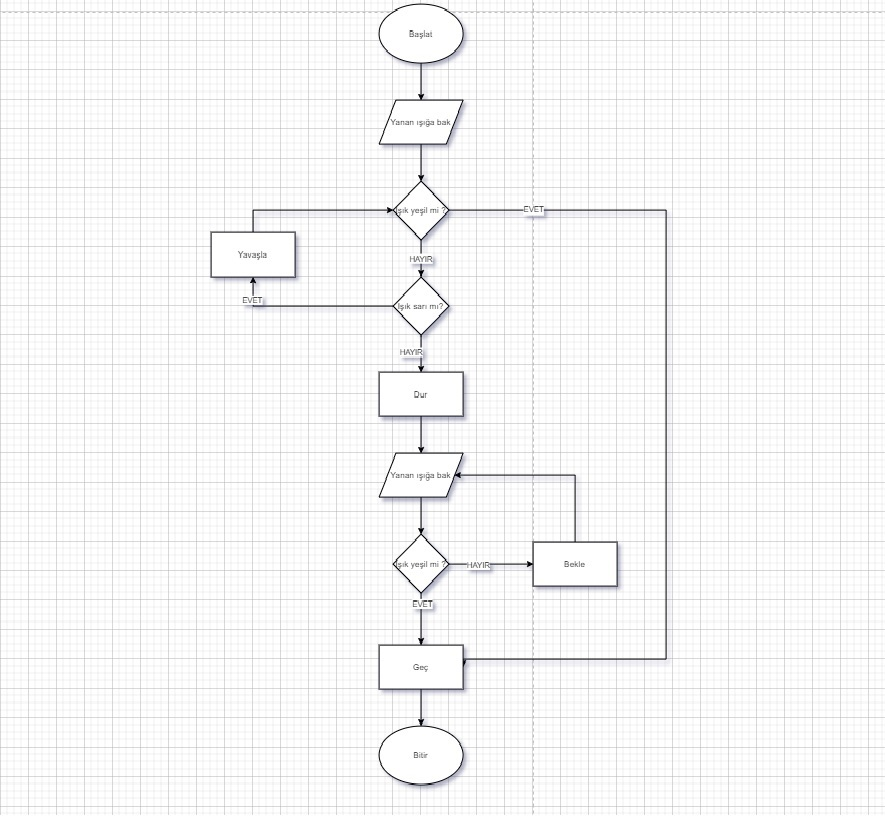 Başlat
Yanan ışığa bak
Işık yeşil mi ?
EVET
Yavaşla
HAYIR
EVET
Işık sarı mı?
HAYIR
Dur
Yanan ışığa bak
Işık yeşil mi ?
HAYIR
Bekle
EVET
Geç
Bitir